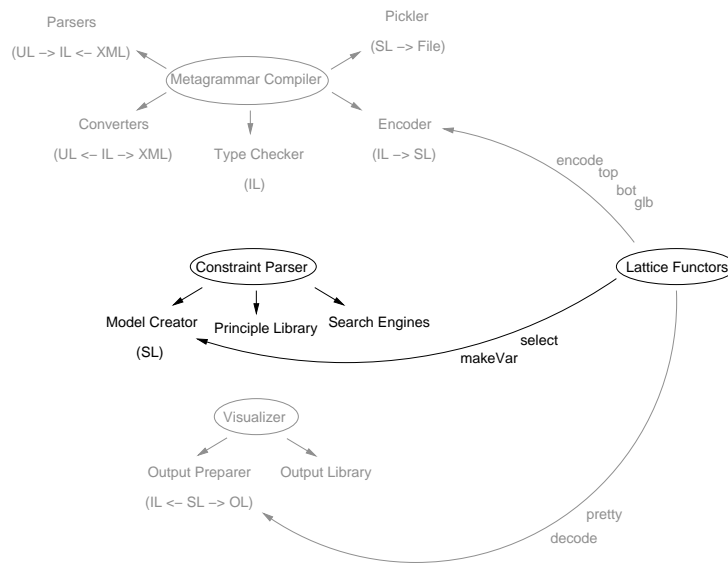 Parsers
(UL −> IL <− XML)
Pickler
(SL −> File)
Metagrammar Compiler
Converters
(UL <− IL −> XML)
Type Checker
(IL)
Encoder
(IL −> SL)
encode
top
bot
glb
Constraint Parser
Lattice Functors
Model Creator
(SL)
Principle Library
Search Engines
select
makeVar
Visualizer
Output Preparer
(IL <− SL −> OL)
Output Library
pretty
decode